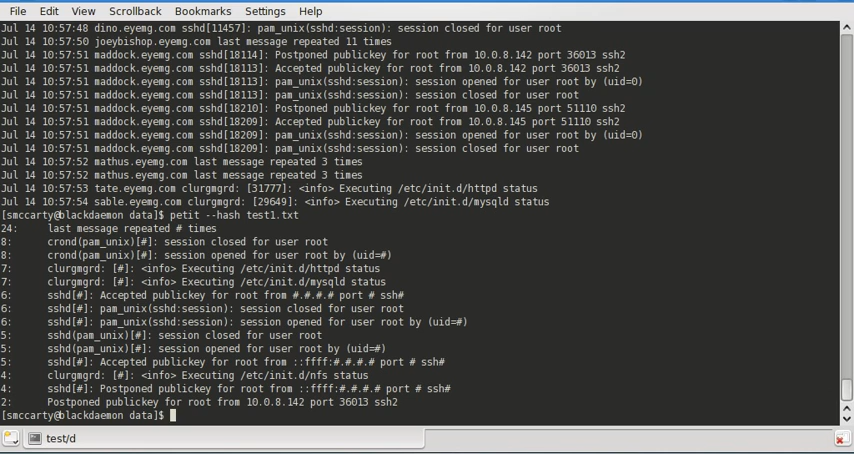 File Edit View Scrollback Bookmarks Settings Help
Jul 14 10:57:48 dino.eyemg.com sshd[11457]: pam_unix(sshd:session): session closed for user root
Jul 14 10:57:50 joeybishop.eyemg.com last message repeated 11 times
Jul 14 10:57:51 maddock.eyemg.com sshd[18114]: Postponed publickey for root from 10.0.8.142 port 36013 ssh2
Jul 14 10:57:51 maddock.eyemg.com sshd[18113]: Accepted publickey for root from 10.0.8.142 port 36013 ssh2
Jul 14 10:57:51 maddock.eyemg.com sshd[18113]: pam_unix(sshd:session): session opened for user root by (uid=0)
Jul 14 10:57:51 maddock.eyemg.com sshd[18113]: pam_unix(sshd:session): session closed for user root
Jul 14 10:57:51 maddock.eyemg.com sshd[18210]: Postponed publickey for root from 10.0.8.145 port 51110 ssh2
Jul 14 10:57:51 maddock.eyemg.com sshd[18209]: Accepted publickey for root from 10.0.8.145 port 51110 ssh2
Jul 14 10:57:51 maddock.eyemg.com sshd[18209]: pam_unix(sshd:session): session opened for user root by (uid=0)
Jul 14 10:57:51 maddock.eyemg.com sshd[18209]: pam_unix(sshd:session): session closed for user root
Jul 14 10:57:52 mathus.eyemg.com last message repeated 3 times
Jul 14 10:57:52 mathus.eyemg.com last message repeated 3 times
Jul 14 10:57:53 tate.eyemg.com clurgmgrd: [31777]: <info> Executing /etc/init.d/httpd status
Jul 14 10:57:54 sable.eyemg.com clurgmgrd: [29649]: <info> Executing /etc/init.d/mysqld status
[smccarty@blackdaemon data]$ petit --hash test1.txt
24: last message repeated # times
8: crond(pam_unix)[#]: session closed for user root
8: crond(pam_unix)[#]: session opened for user root by (uid=#)
7: clurgmgrd: [#]: <info> Executing /etc/init.d/httpd status
7: clurgmgrd: [#]: <info> Executing /etc/init.d/mysqld status
6: sshd[#]: Accepted publickey for root from #.#.#.# port # ssh#
6: sshd[#]: pam_unix(sshd:session): session closed for user root
6: sshd[#]: pam_unix(sshd:session): session opened for user root by (uid=#)
5: sshd(pam_unix)[#]: session closed for user root
5: sshd(pam_unix)[#]: session opened for user root by (uid=#)
5: sshd[#]: Accepted publickey for root from ::ffff:#.#.#.# port # ssh#
4: clurgmgrd: [#]: <info> Executing /etc/init.d/nfs status
4: sshd[#]: Postponed publickey for root from ::ffff:#.#.#.# port # ssh#
2: Postponed publickey for root from 10.0.8.142 port 36013 ssh2
[smccarty@blackdaemon data]$
test/d